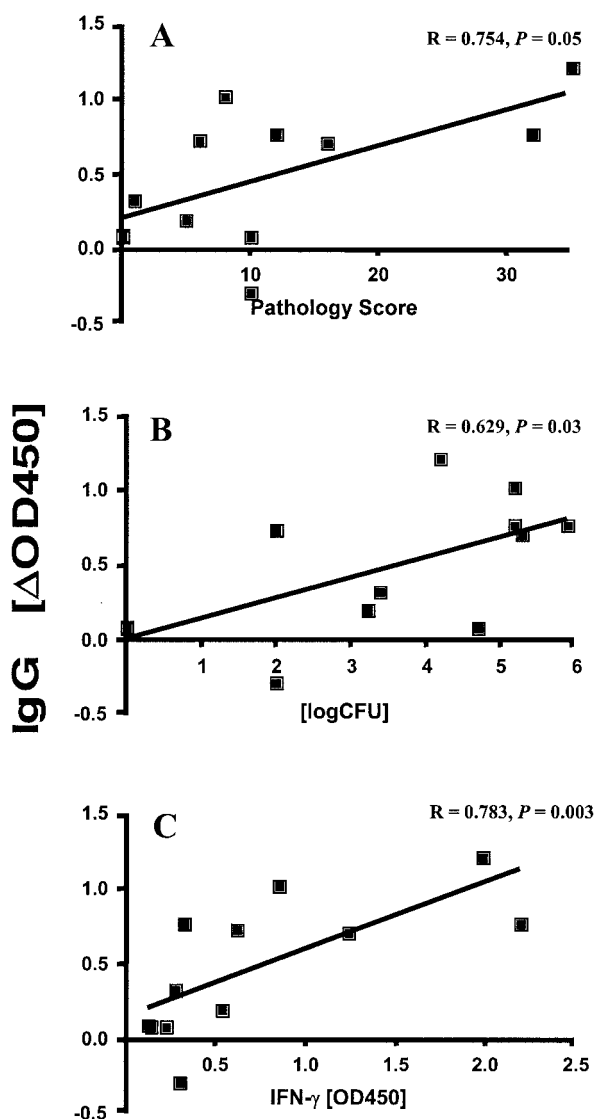 A
R = 0.754, P = 0.05
1.5
1.0
0.5
0.0
-0.5
10 20 30
Pathology Score
IgG [ΔOD450]
B
R = 0.629, P = 0.03
1.5
1.0
0.5
0.0
-0.5
1 2 3 4 5 6
[logCFU]
C
R = 0.783, P = 0.003
1.5
1.0
0.5
0.0
-0.5
0.5 1.0 1.5 2.0 2.5
IFN-γ [OD450]